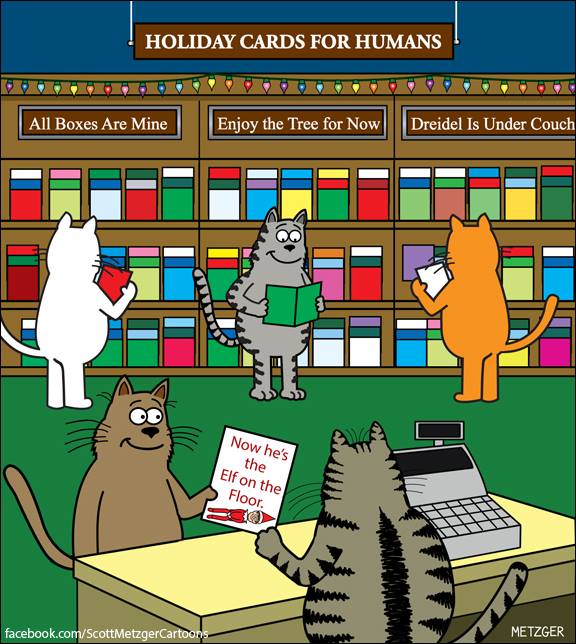 HOLIDAY CARDS FOR HUMANS
All Boxes Are Mine
Enjoy the Tree for Now
Dreidel Is Under Couch
Now he's
the
Elf on the
Floor.
facebook.com/ScottMetzgerCartoons
METZGER